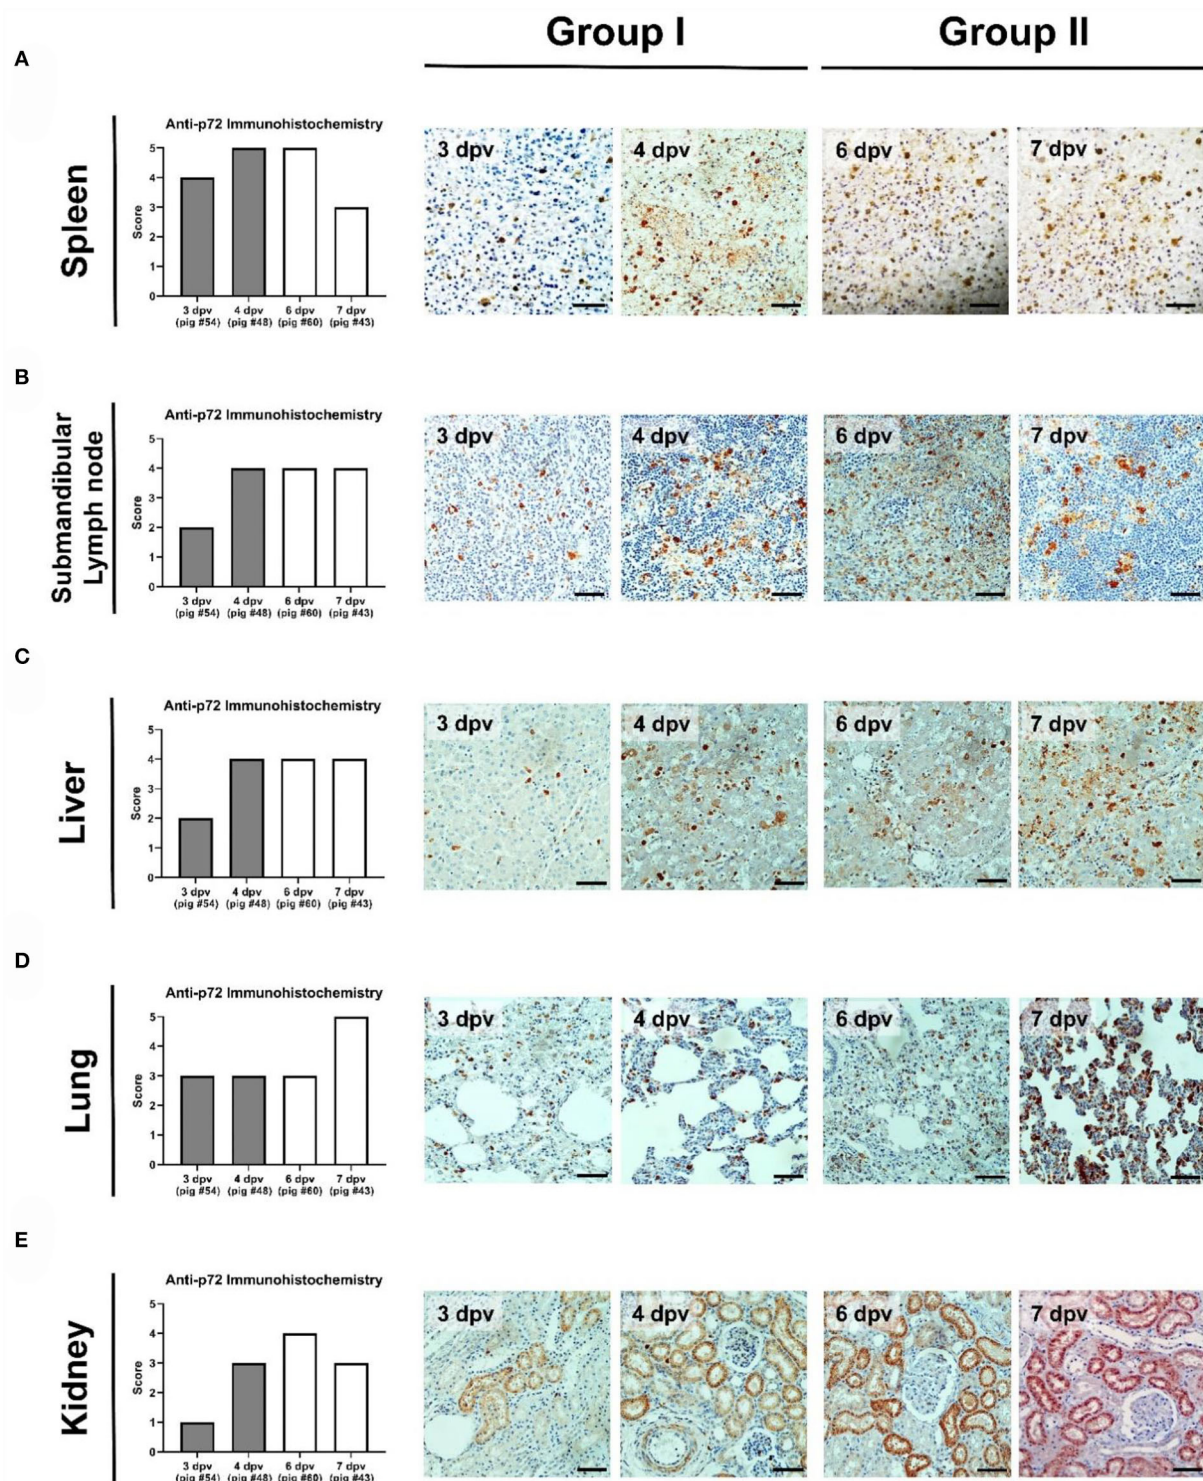 Group I
Group II
A
Spleen
Anti-p72 Immunohistochemistry
Score
5
4
3
2
1
0
3 dpv
(pig #54)
4 dpv
(pig #48)
6 dpv
(pig #60)
7 dpv
(pig #43)
3 dpv
4 dpv
6 dpv
7 dpv
B
Submandibular
Lymph node
Anti-p72 Immunohistochemistry
Score
5
4
3
2
1
0
3 dpv
(pig #54)
4 dpv
(pig #48)
6 dpv
(pig #60)
7 dpv
(pig #43)
3 dpv
4 dpv
6 dpv
7 dpv
C
Liver
Anti-p72 Immunohistochemistry
Score
5
4
3
2
1
0
3 dpv
(pig #54)
4 dpv
(pig #48)
6 dpv
(pig #60)
7 dpv
(pig #43)
3 dpv
4 dpv
6 dpv
7 dpv
D
Lung
Anti-p72 Immunohistochemistry
Score
5
4
3
2
1
0
3 dpv
(pig #54)
4 dpv
(pig #48)
6 dpv
(pig #60)
7 dpv
(pig #43)
3 dpv
4 dpv
6 dpv
7 dpv
E
Kidney
Anti-p72 Immunohistochemistry
Score
5
4
3
2
1
0
3 dpv
(pig #54)
4 dpv
(pig #48)
6 dpv
(pig #60)
7 dpv
(pig #43)
3 dpv
4 dpv
6 dpv
7 dpv